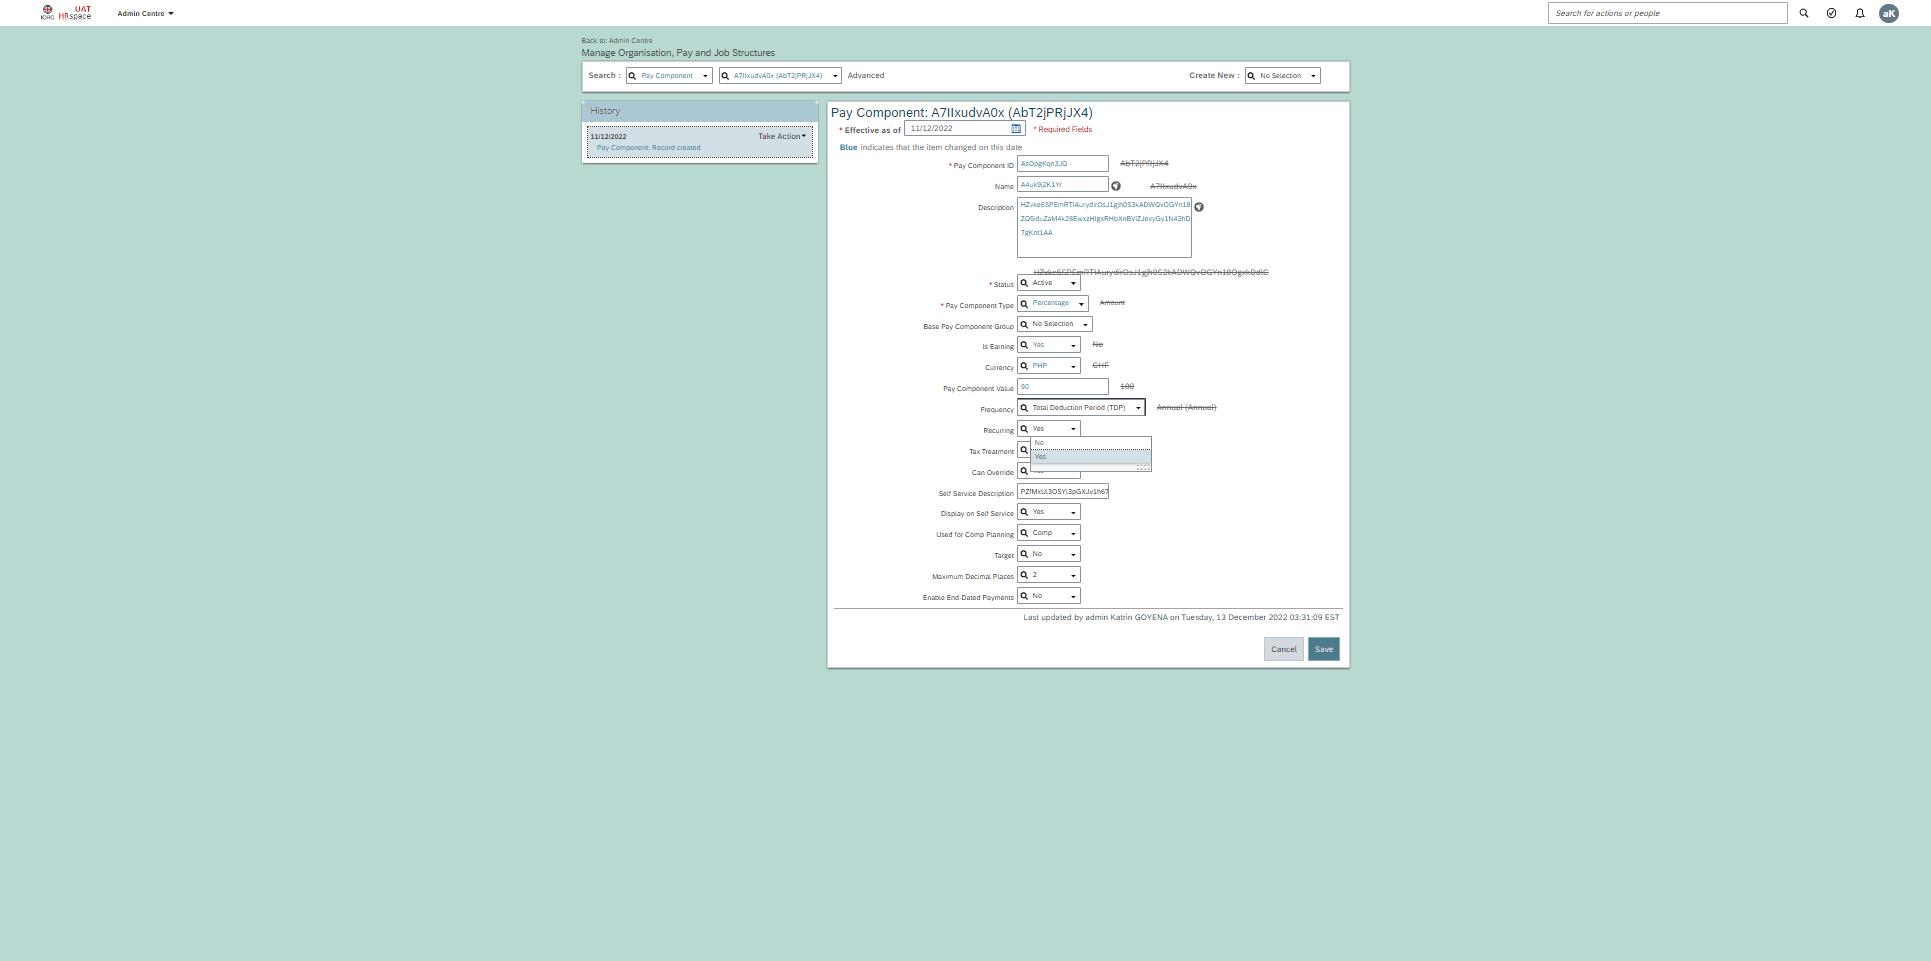 ICRC UAT HRspace Admin Centre Search for actions or people aK
Back to: Admin Centre
Manage Organisation, Pay and Job Structures
Search : Pay Component A7IIxudvA0x (AbT2jPRjJX4) Advanced Create New : No Selection
History
11/12/2022 Take Action
Pay Component: Record created
Pay Component: A7IIxudvA0x (AbT2jPRjJX4)
* Effective as of 11/12/2022 * Required Fields
Blue indicates that the item changed on this date
* Pay Component ID AsOpgKqn3JQ AbT2jPRjJX4
Name A4uk9j2K1Yr A7IIxudvA0x
Description HZvke6SPEmRTIAurydirOsJ1gjh0S3kADWQvOGYn18
ZQ5iduZaM4k28EwxzHIgxRHbXnBViZJevyGy1N43hD
7gKnt1AA
HZvke6SPEmRTIAurydirOsJ1gjh0S3kADWQvOGYn18OgxkDdlC
* Status Active
* Pay Component Type Percentage Amount
Base Pay Component Group No Selection
Is Earning Yes No
Currency PHP CHF
Pay Component Value 90 100
Frequency Total Deduction Period (TDP) Annual (Annual)
Recurring Yes
No
Tax Treatment
Yes
Can Override
Self Service Description PZfMxUl3OSYl3pGXJv1h67
Display on Self Service Yes
Used for Comp Planning Comp
Target No
Maximum Decimal Places 2
Enable End-Dated Payments No
Last updated by admin Katrin GOYENA on Tuesday, 13 December 2022 03:31:09 EST
Cancel Save